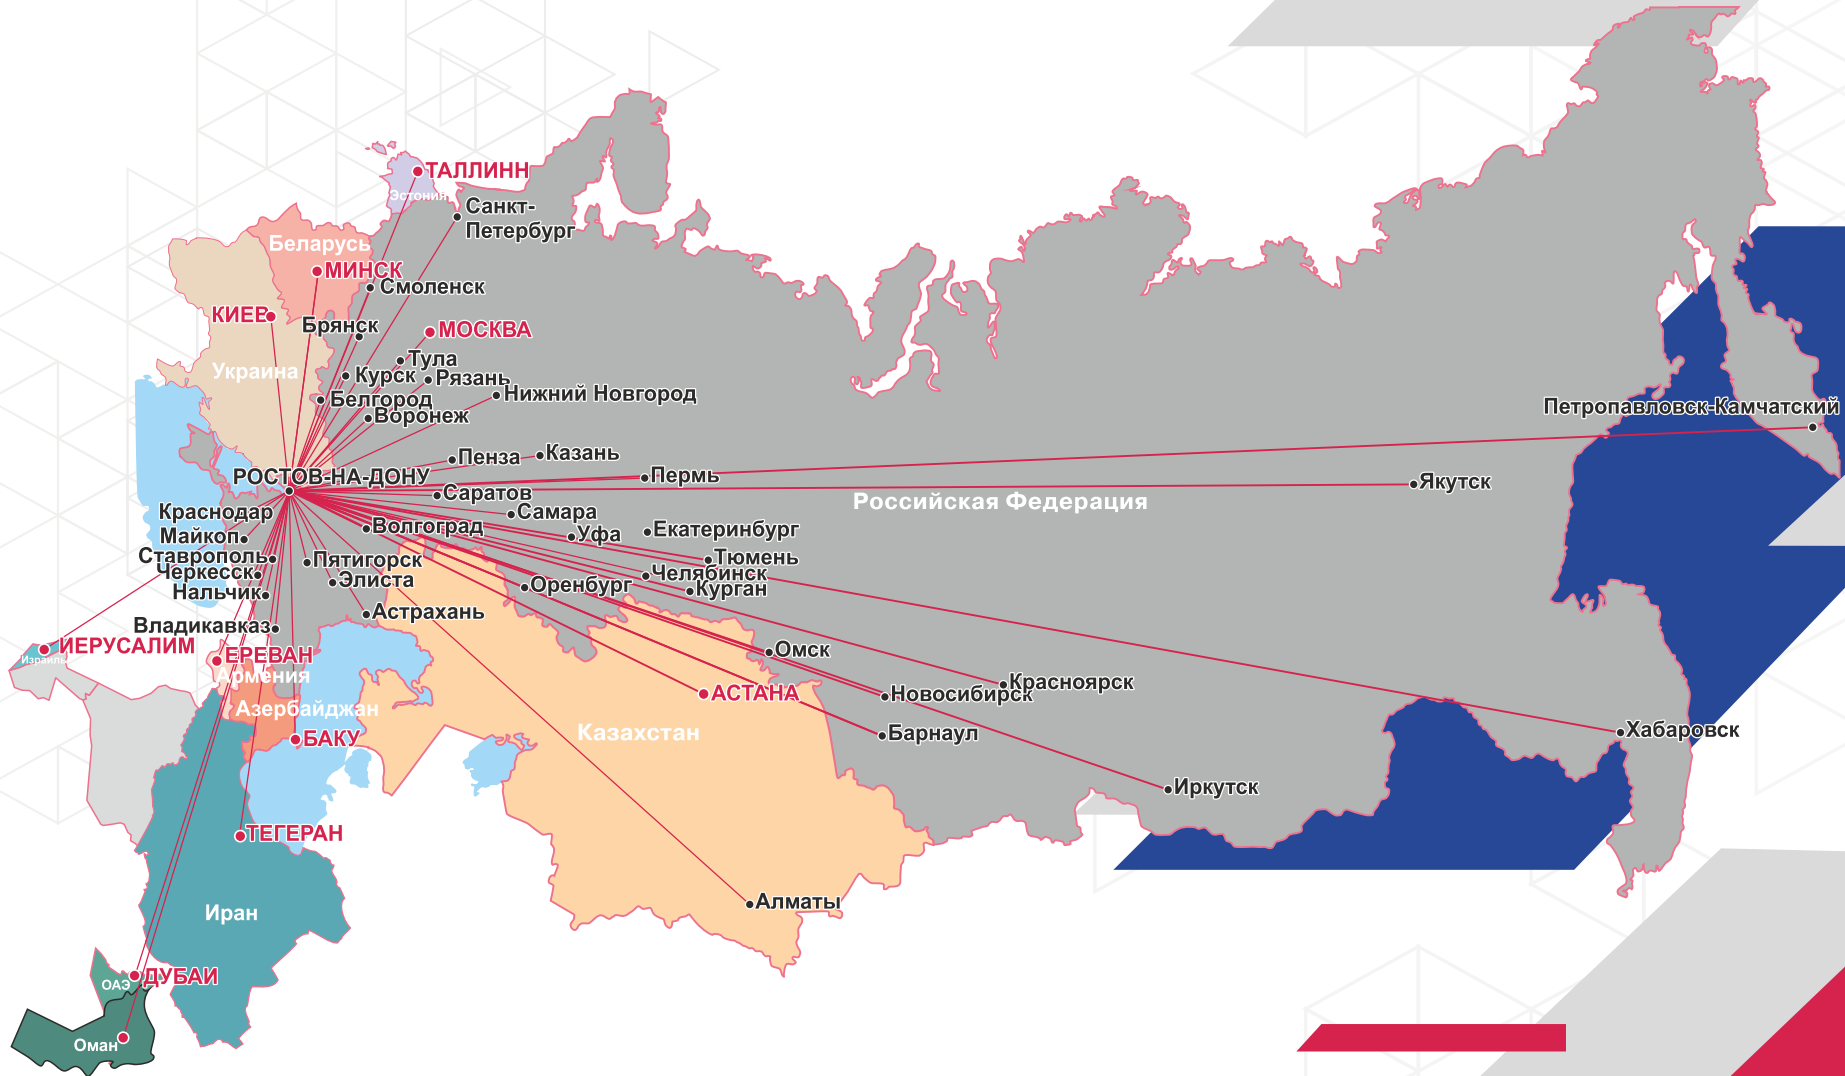 ТАЛЛИНН
Эстония
Санкт-
Петербург
Беларусь
МИНСК
Смоленск
КИЕВ
Брянск
МОСКВА
Украина
Тула
Курск
Рязань
Белгород
Нижний Новгород
Воронеж
Петропавловск-Камчатский
Пенза
Казань
РОСТОВ-НА-ДОНУ
Пермь
Якутск
Саратов
Российская Федерация
Краснодар
Самара
Волгоград
Майкоп
Уфа
Екатеринбург
Ставрополь
Пятигорск
Тюмень
Черкесск
Элиста
Челябинск
Нальчик
Оренбург
Курган
Астрахань
Владикавказ
ИЕРУСАЛИМ
Израиль
ЕРЕВАН
Армения
Омск
Красноярск
АСТАНА
Новосибирск
Азербайджан
БАКУ
Казахстан
Барнаул
Хабаровск
Иркутск
ТЕГЕРАН
Алматы
Иран
ДУБАИ
ОАЭ
Оман